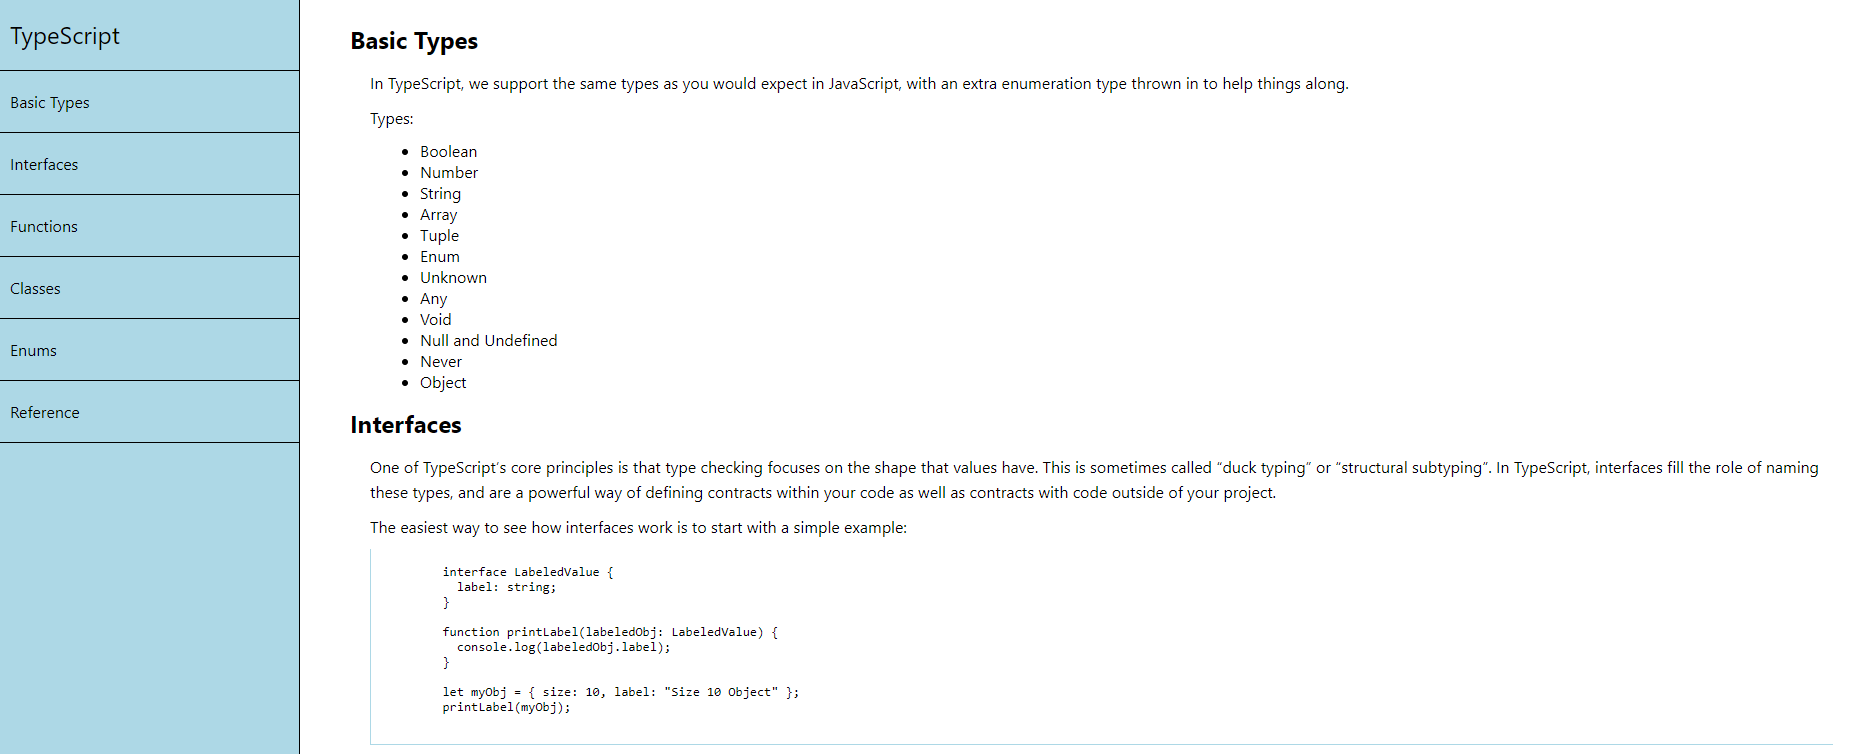 TypeScript
Basic Types
Interfaces
Functions
Classes
Enums
Reference
Basic Types
In TypeScript, we support the same types as you would expect in JavaScript, with an extra enumeration type thrown in to help things along.
Types:
Boolean
Number
String
Array
Tuple
Enum
Unknown
Any
Void
Null and Undefined
Never
Object
Interfaces
One of TypeScript's core principles is that type checking focuses on the shape that values have. This is sometimes called “duck typing” or “structural subtyping”. In TypeScript, interfaces fill the role of naming
these types, and are a powerful way of defining contracts within your code as well as contracts with code outside of your project.
The easiest way to see how interfaces work is to start with a simple example:
interface LabeledValue {
  label: string;
}
function printLabel(labeledObj: LabeledValue) {
  console.log(labeledObj.label);
}
let myObj = { size: 10, label: "Size 10 Object" };
printLabel(myObj);